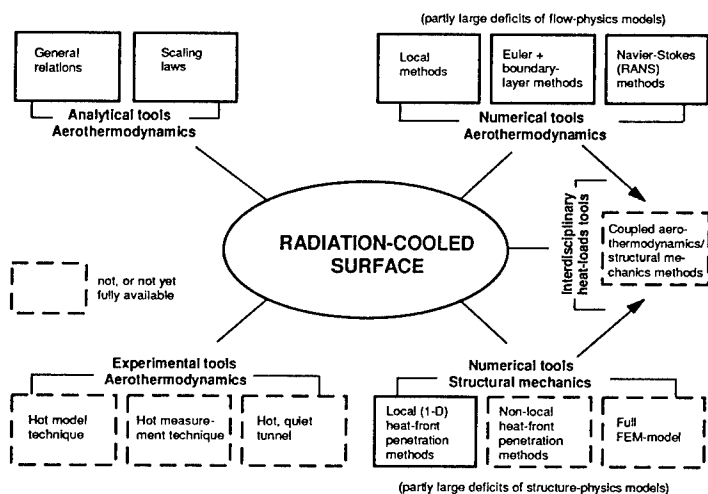 (partly large deficits of flow-physics models)
General
relations
Scaling
laws
Local
methods
Euler +
boundary-
layer methods
Navier-Stokes
(RANS)
methods
Analytical tools
Aerothermodynamics
Numerical tools
Aerothermodynamics
RADIATION-COOLED
SURFACE
Interdisciplinary
heat-loads tools
Coupled aero-
thermodynamics/
structural me-
chanics methods
not, or not yet
fully available
Experimental tools
Aerothermodynamics
Numerical tools
Structural mechanics
Hot model
technique
Hot measure-
ment technique
Hot, quiet
tunnel
Local (1-D)
heat-front
penetration
methods
Non-local
heat-front
penetration
methods
Full
FEM-model
(partly large deficits of structure-physics models)